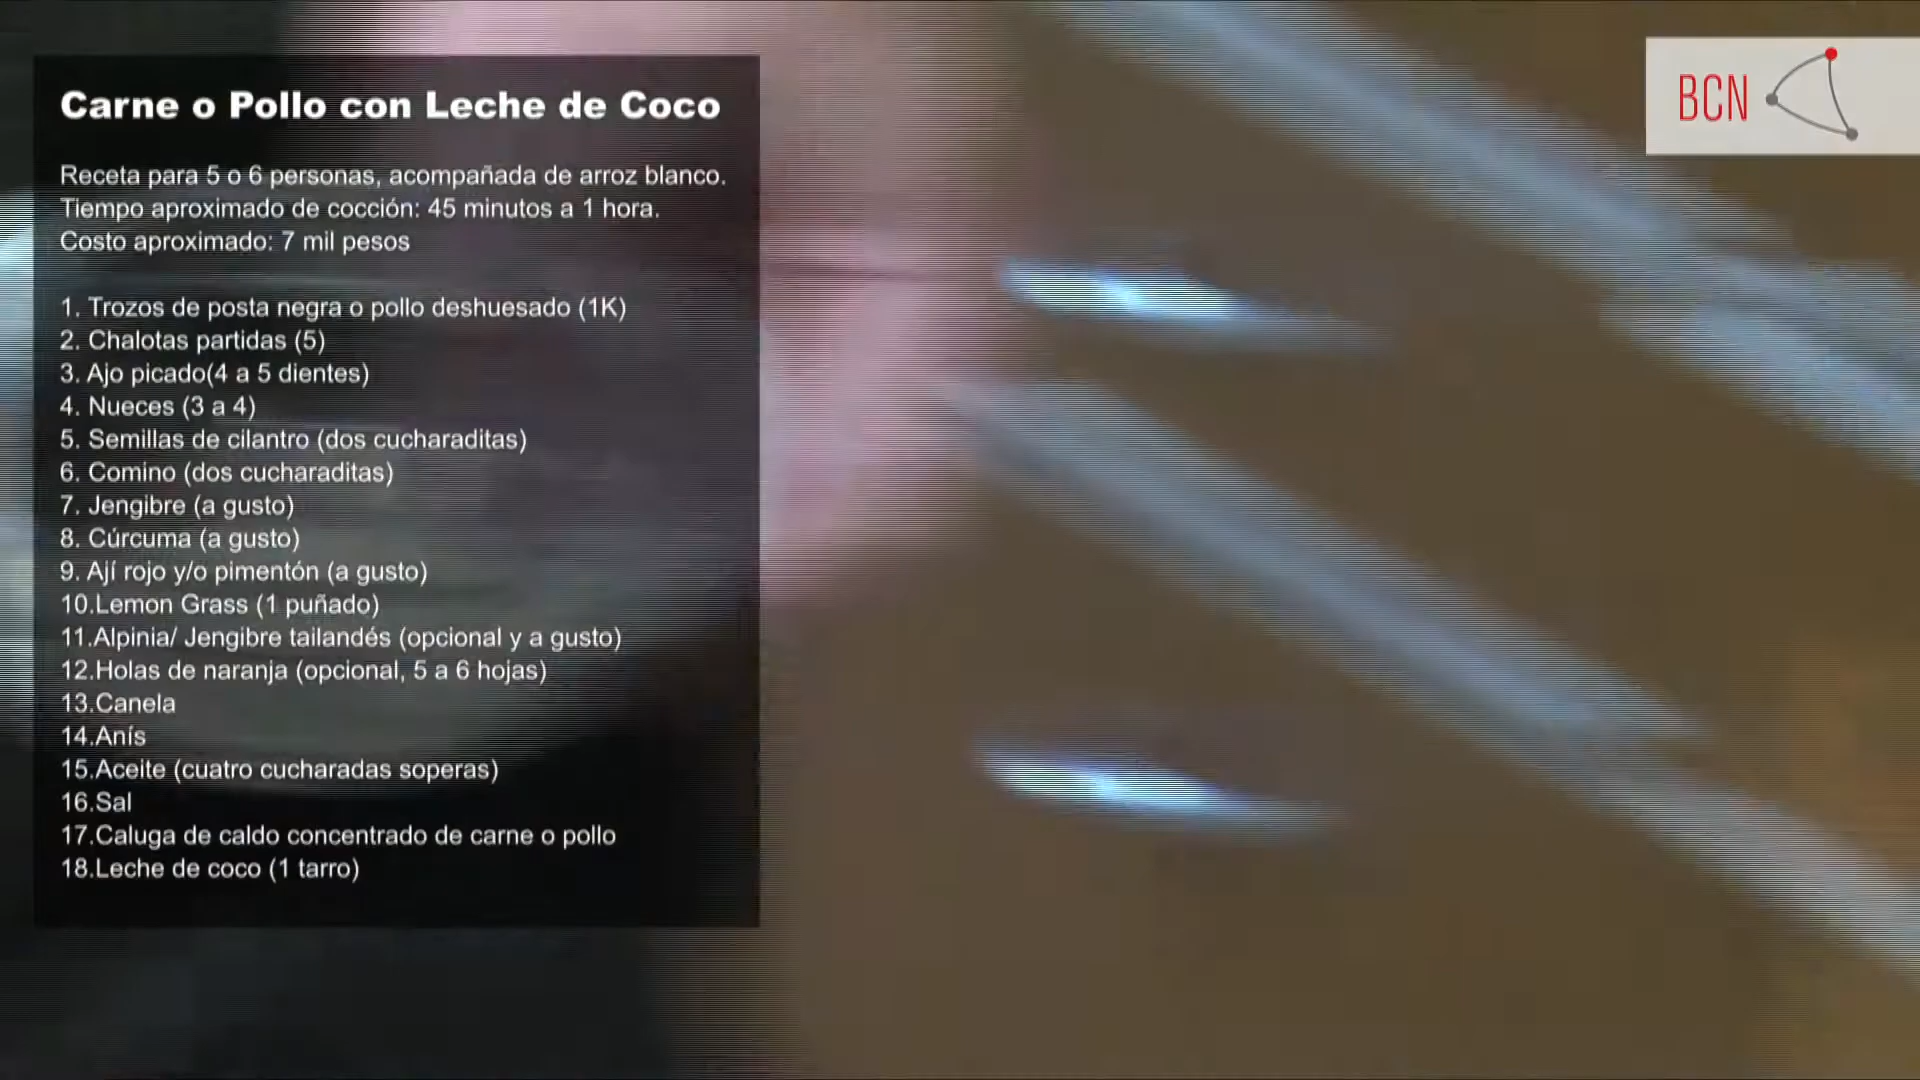 Carne o Pollo con Leche de Coco
Receta para 5 o 6 personas, acompañada de arroz blanco.
Tiempo aproximado de cocción: 45 minutos a 1 hora.
Costo aproximado: 7 mil pesos
1. Trozos de posta negra o pollo deshuesado (1K)
2. Chalotas partidas (5)
3. Ajo picado(4 a 5 dientes)
4. Nueces (3 a 4)
5. Semillas de cilantro (dos cucharaditas)
6. Comino (dos cucharaditas)
7. Jengibre (a gusto)
8. Cúrcuma (a gusto)
9. Ají rojo y/o pimentón (a gusto)
10.Lemon Grass (1 puñado)
11.Alpinia/ Jengibre tailandés (opcional y a gusto)
12.Holas de naranja (opcional, 5 a 6 hojas)
13.Canela
14.Anís
15.Aceite (cuatro cucharadas soperas)
16.Sal
17.Caluga de caldo concentrado de carne o pollo
18.Leche de coco (1 tarro)
BCN